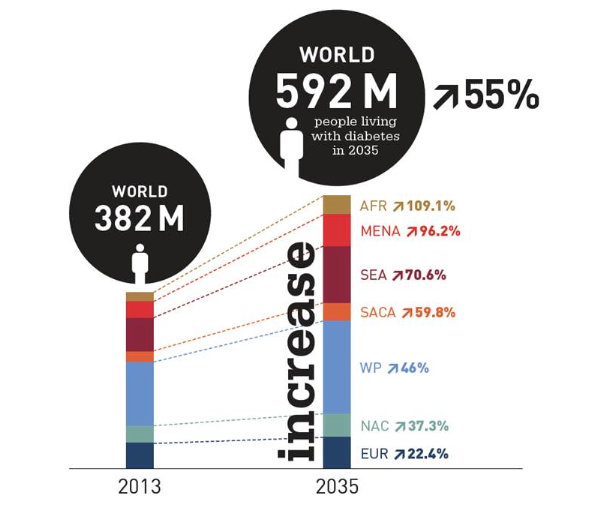 WORLD
592 M
people living
with diabetes
in 2035
55%
WORLD
382 M
increase
AFR 109.1%
MENA 96.2%
SEA 70.6%
SACA 59.8%
WP 46%
NAC 37.3%
EUR 22.4%
2013
2035